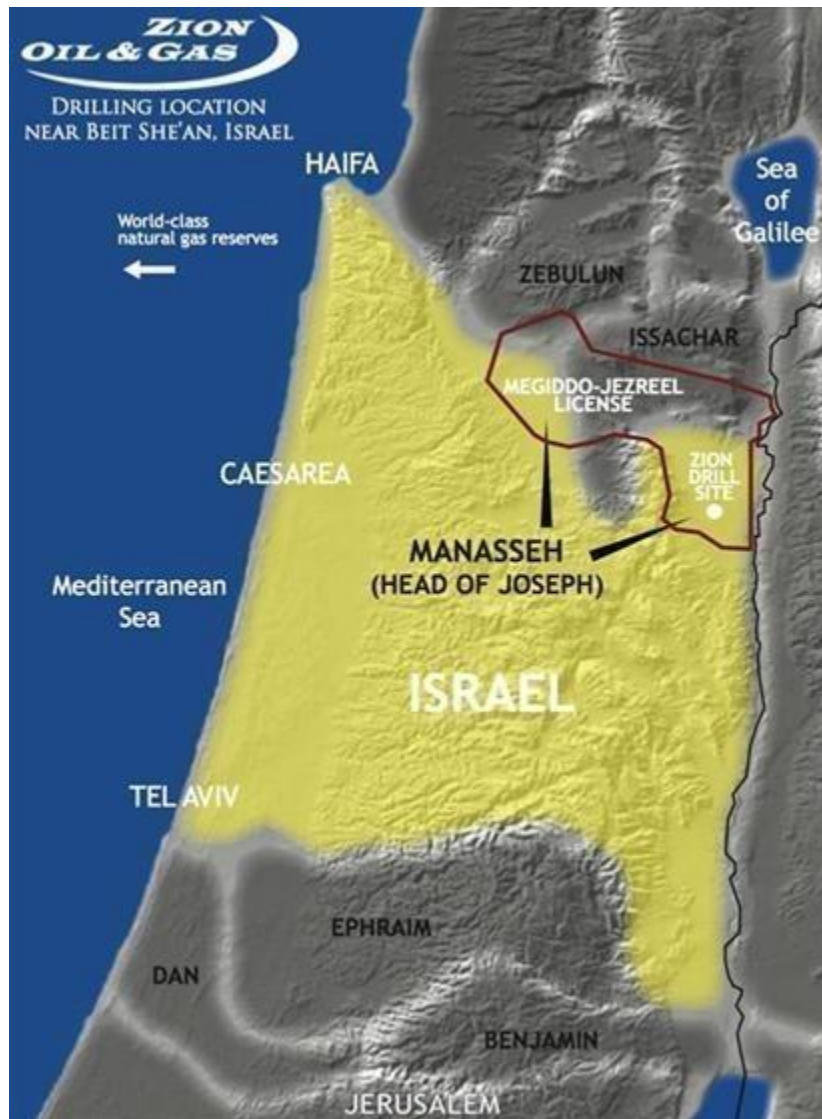 ZION
OIL & GAS
DRILLING LOCATION
NEAR BEIT SHE'AN, ISRAEL
HAIFA
Sea
of
Galilee
World-class
natural gas reserves
ZEBULUN
ISSACHAR
MEGIDDO-JEZREEL
LICENSE
CAESAREA
ZION
DRILL
SITE
MANASSEH
(HEAD OF JOSEPH)
Mediterranean
Sea
ISRAEL
TEL AVIV
EPHRAIM
DAN
BENJAMIN
JERUSALEM